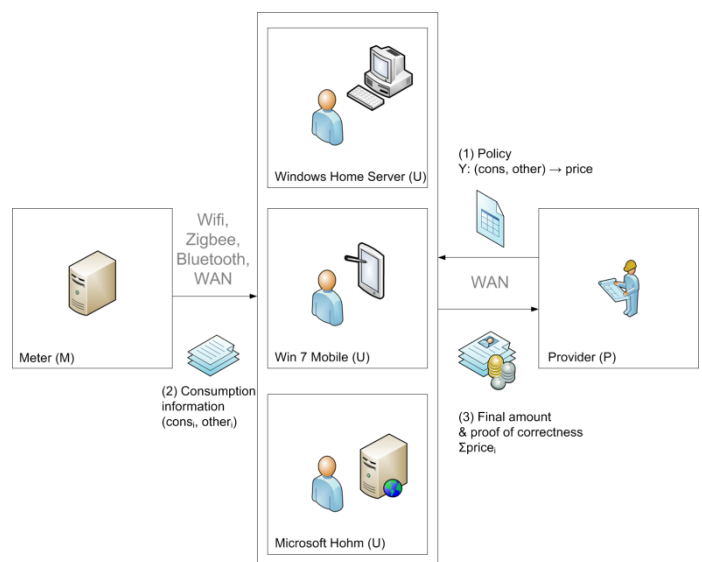 Windows Home Server (U)
(1) Policy
Y: (cons, other) → price
Wifi,
Zigbee,
Bluetooth,
WAN
WAN
Meter (M)
Win 7 Mobile (U)
Provider (P)
(2) Consumption
information
(consᵢ, otherᵢ)
(3) Final amount
& proof of correctness
Σpriceᵢ
Microsoft Hohm (U)